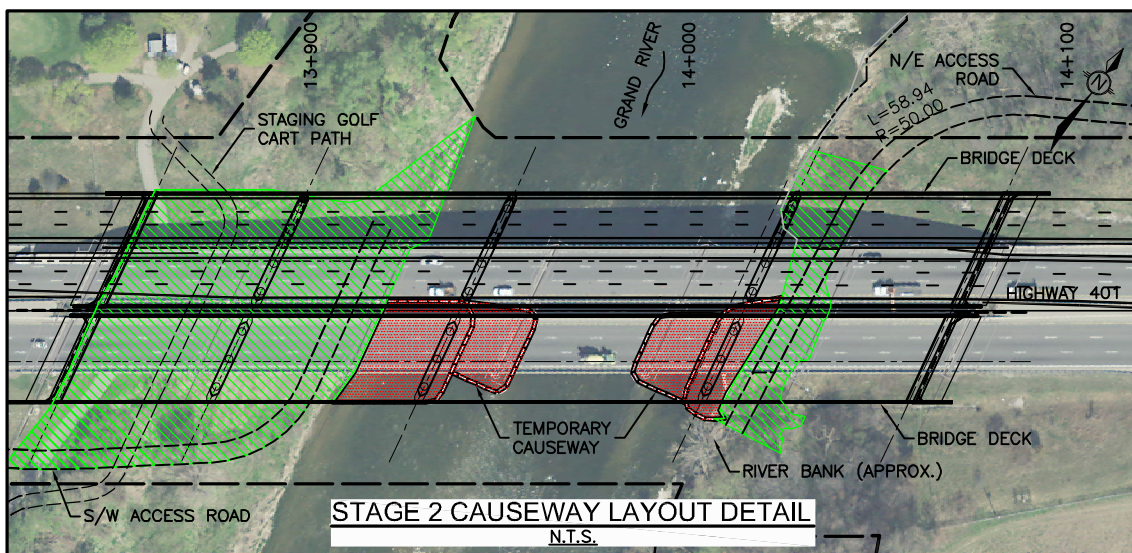 13+900
14+000
14+100
GRAND RIVER
N/E ACCESS
ROAD
N
L=58.94
R=50.00
STAGING GOLF
CART PATH
BRIDGE DECK
HIGHWAY 401
TEMPORARY
CAUSEWAY
BRIDGE DECK
RIVER BANK (APPROX.)
S/W ACCESS ROAD
STAGE 2 CAUSEWAY LAYOUT DETAIL
N.T.S.